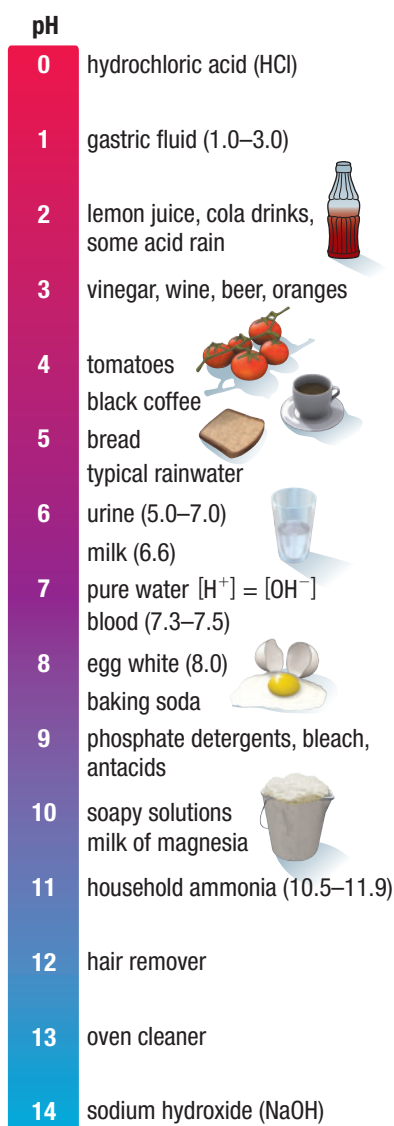 pH
0 hydrochloric acid (HCl)
1 gastric fluid (1.0–3.0)
2 lemon juice, cola drinks,
some acid rain
3 vinegar, wine, beer, oranges
4 tomatoes
black coffee
5 bread
typical rainwater
6 urine (5.0–7.0)
milk (6.6)
7 pure water [H⁺] = [OH⁻]
blood (7.3–7.5)
8 egg white (8.0)
baking soda
9 phosphate detergents, bleach,
antacids
10 soapy solutions
milk of magnesia
11 household ammonia (10.5–11.9)
12 hair remover
13 oven cleaner
14 sodium hydroxide (NaOH)